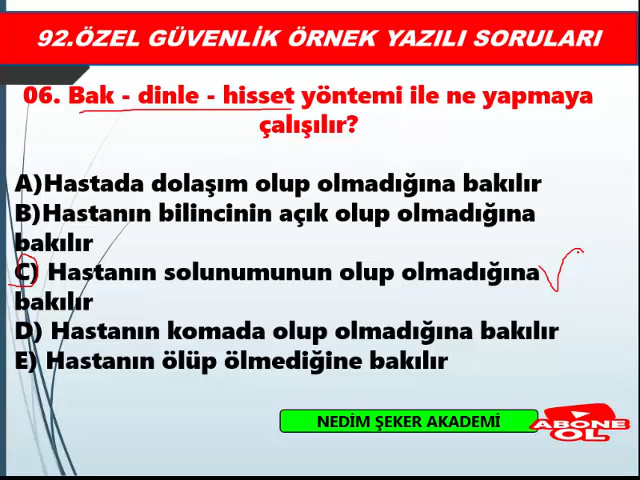 92.ÖZEL GÜVENLİK ÖRNEK YAZILI SORULARI
06. Bak - dinle - hisset yöntemi ile ne yapmaya
çalışılır?
A)Hastada dolaşım olup olmadığına bakılır
B)Hastanın bilincinin açık olup olmadığına
bakılır
C) Hastanın solunumunun olup olmadığına
bakılır
D) Hastanın komada olup olmadığına bakılır
E) Hastanın ölüp ölmediğine bakılır
NEDİM ŞEKER AKADEMİ
ABONE
OL